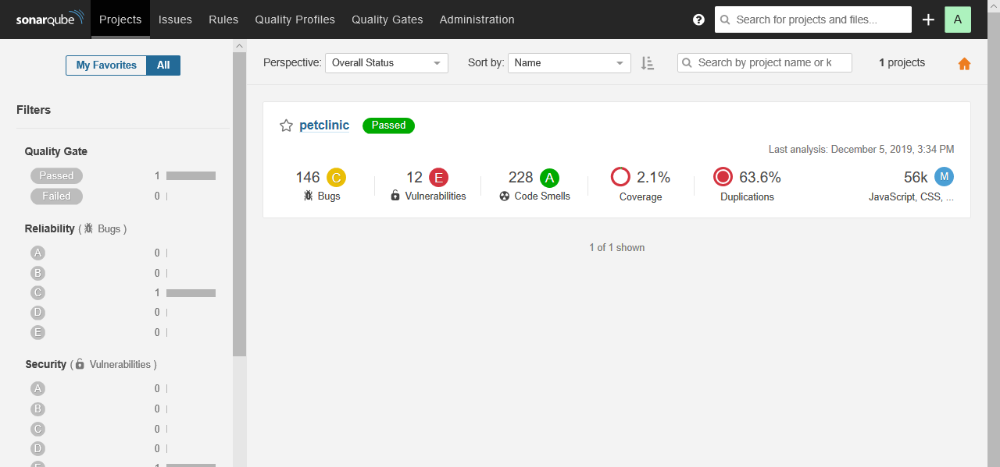 sonarqube Projects Issues Rules Quality Profiles Quality Gates Administration ? Search for projects and files... + A
My Favorites All
Perspective: Overall Status Sort by: Name Search by project name or k 1 projects
Filters
Quality Gate
Passed 1
Failed 0
Reliability ( Bugs )
A 0
B 0
C 1
D 0
E 0
Security ( Vulnerabilities )
A 0
B 0
C 0
D 0
E 1
petclinic Passed
Last analysis: December 5, 2019, 3:34 PM
146 C 12 E 228 A 2.1% 63.6% 56k M
Bugs Vulnerabilities Code Smells Coverage Duplications JavaScript, CSS, ...
1 of 1 shown